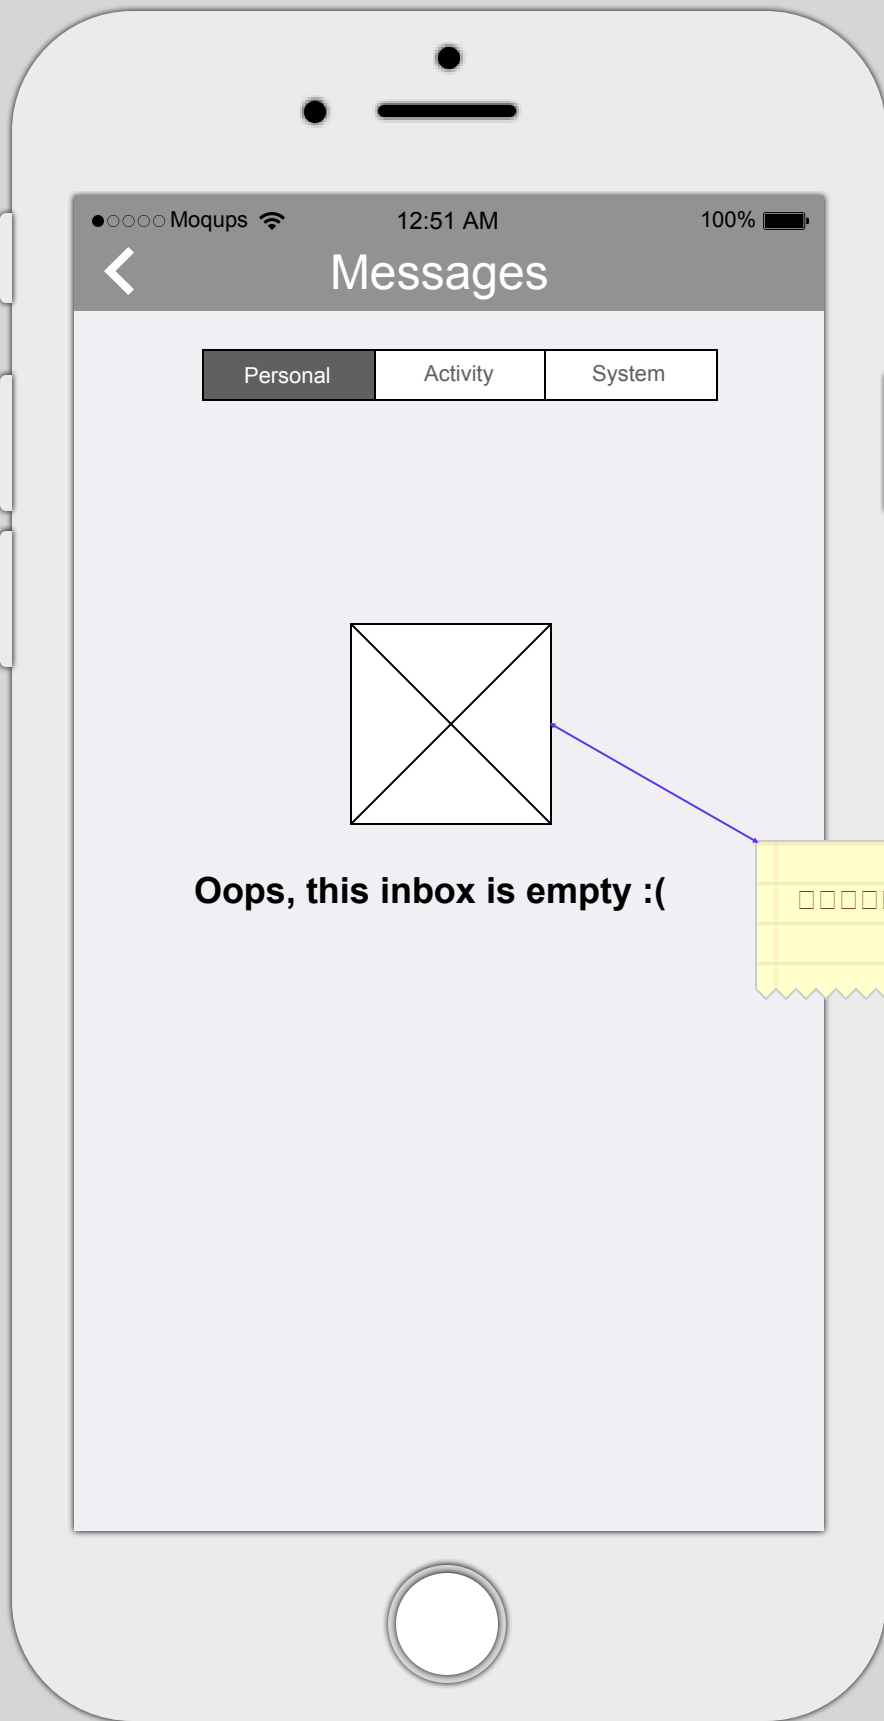 Moqups 12:51 AM 100%
Messages
Personal Activity System
Oops, this inbox is empty :(